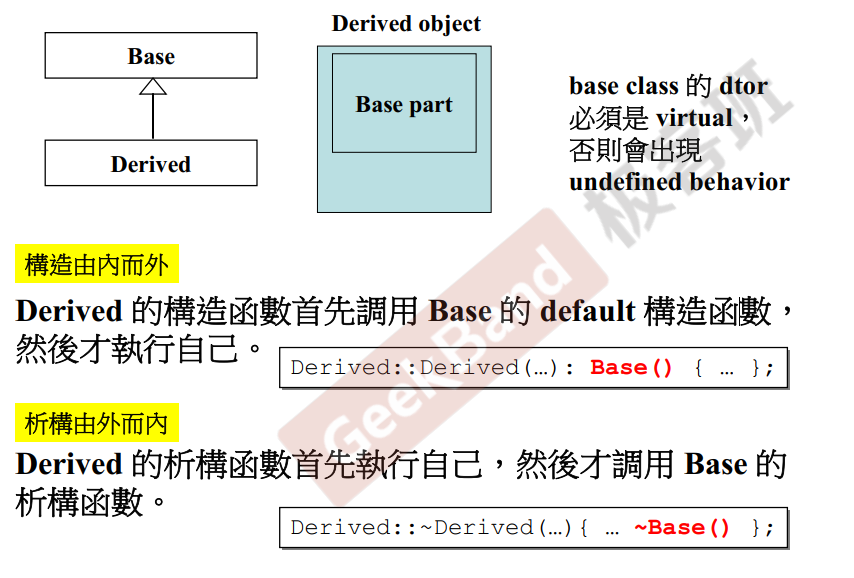 Derived object
Base
Base part
Derived
base class 的 dtor
必須是 virtual，
否則會出現
undefined behavior
構造由內而外
Derived 的構造函數首先調用 Base 的 default 構造函數，
然後才執行自己。
Derived::Derived(…): Base() { … };
析構由外而內
Derived 的析構函數首先執行自己，然後才調用 Base 的
析構函數。
Derived::~Derived(…){ … ~Base() };
GeekBand 极客班